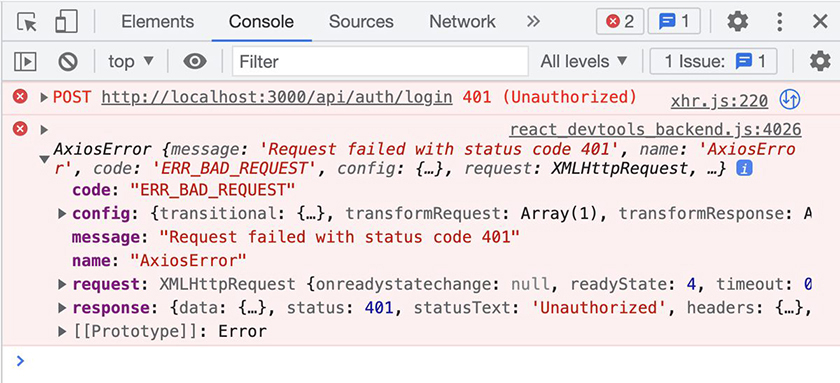 Elements Console Sources Network 2 1
top Filter All levels 1 Issue: 1
POST http://localhost:3000/api/auth/login 401 (Unauthorized) xhr.js:220
react_devtools_backend.js:4026
AxiosError {message: 'Request failed with status code 401', name: 'AxiosErro
r', code: 'ERR_BAD_REQUEST', config: {…}, request: XMLHttpRequest, …} i
code: "ERR_BAD_REQUEST"
config: {transitional: {…}, transformRequest: Array(1), transformResponse: A
message: "Request failed with status code 401"
name: "AxiosError"
request: XMLHttpRequest {onreadystatechange: null, readyState: 4, timeout: 0
response: {data: {…}, status: 401, statusText: 'Unauthorized', headers: {…},
[[Prototype]]: Error